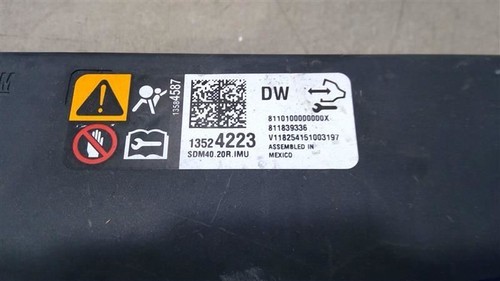 13584587
DW
8110100000000X
811839336
V118254151003197
ASSEMBLED IN
MEXICO
13524223
SDM40.20R.IMU